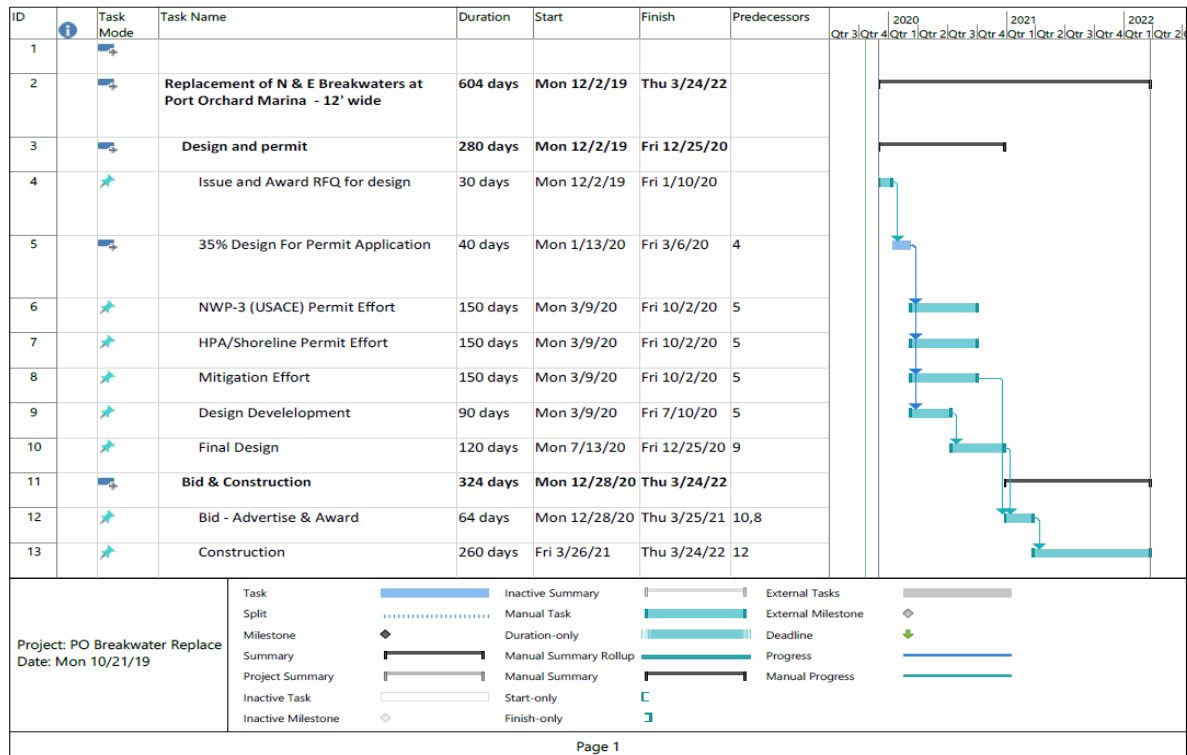 ID Task Mode Task Name Duration Start Finish Predecessors
2020 2021 2022
Qtr 3 Qtr 4 Qtr 1 Qtr 2 Qtr 3 Qtr 4 Qtr 1 Qtr 2 Qtr 3 Qtr 4 Qtr 1 Qtr 2
1
2 Replacement of N & E Breakwaters at Port Orchard Marina - 12' wide 604 days Mon 12/2/19 Thu 3/24/22
3 Design and permit 280 days Mon 12/2/19 Fri 12/25/20
4 Issue and Award RFQ for design 30 days Mon 12/2/19 Fri 1/10/20
5 35% Design For Permit Application 40 days Mon 1/13/20 Fri 3/6/20 4
6 NWP-3 (USACE) Permit Effort 150 days Mon 3/9/20 Fri 10/2/20 5
7 HPA/Shoreline Permit Effort 150 days Mon 3/9/20 Fri 10/2/20 5
8 Mitigation Effort 150 days Mon 3/9/20 Fri 10/2/20 5
9 Design Develelopment 90 days Mon 3/9/20 Fri 7/10/20 5
10 Final Design 120 days Mon 7/13/20 Fri 12/25/20 9
11 Bid & Construction 324 days Mon 12/28/20 Thu 3/24/22
12 Bid - Advertise & Award 64 days Mon 12/28/20 Thu 3/25/21 10,8
13 Construction 260 days Fri 3/26/21 Thu 3/24/22 12
Project: PO Breakwater Replace
Date: Mon 10/21/19
Task
Split
Milestone
Summary
Project Summary
Inactive Task
Inactive Milestone
Inactive Summary
Manual Task
Duration-only
Manual Summary Rollup
Manual Summary
Start-only
Finish-only
External Tasks
External Milestone
Deadline
Progress
Manual Progress
Page 1